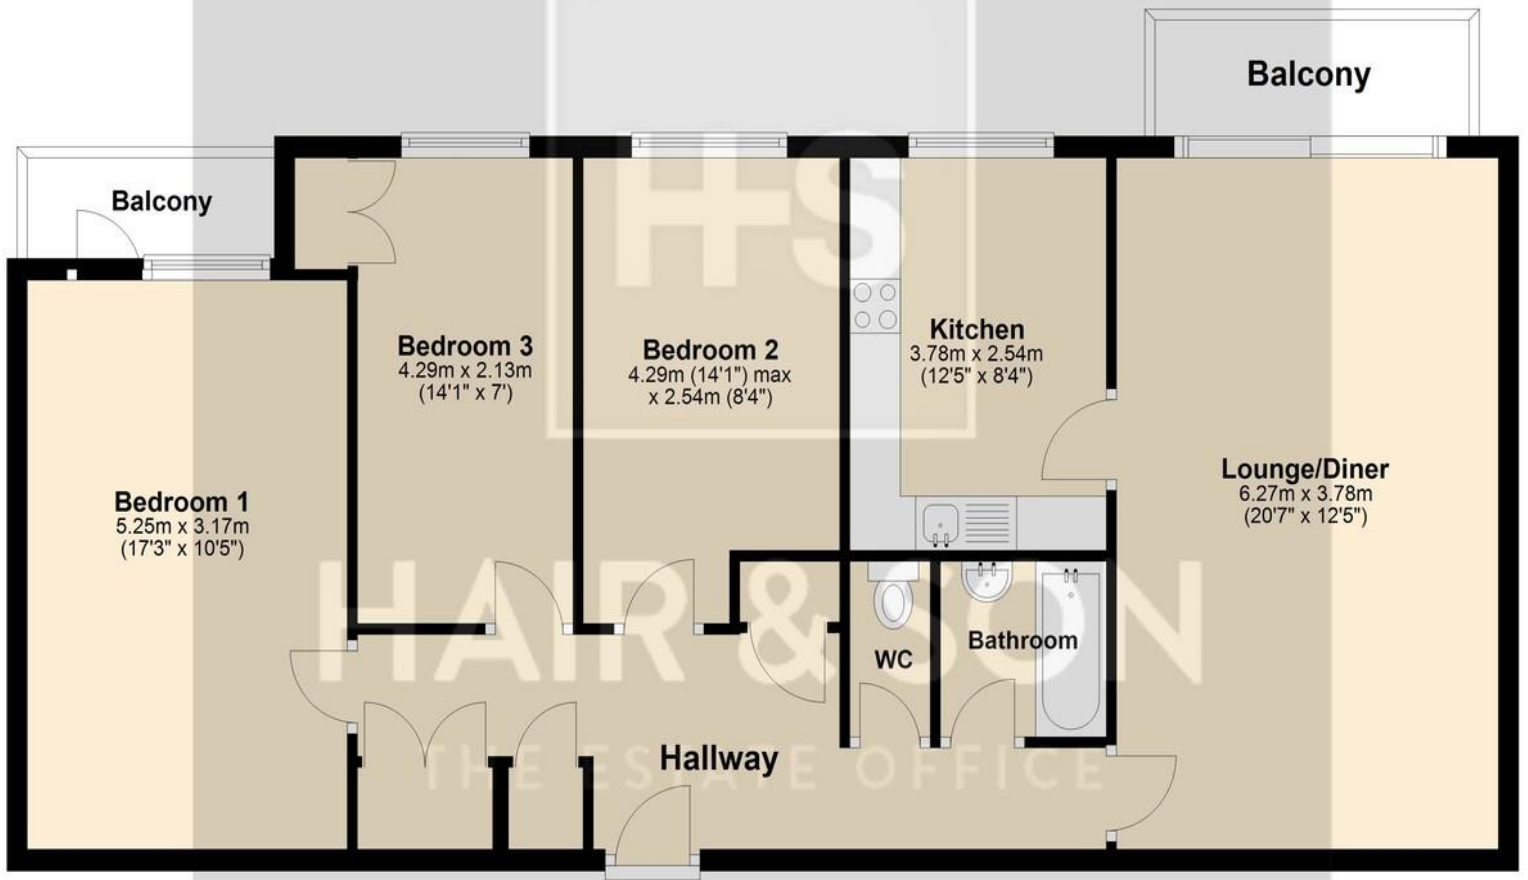 Balcony
Balcony
H-S
Bedroom 3
4.29m x 2.13m
(14'1" x 7')
Bedroom 2
4.29m (14'1") max
x 2.54m (8'4")
Kitchen
3.78m x 2.54m
(12'5" x 8'4")
Lounge/Diner
6.27m x 3.78m
(20'7" x 12'5")
Bedroom 1
5.25m x 3.17m
(17'3" x 10'5")
HAIR & SON
Bathroom
WC
Hallway
THE ESTATE OFFICE